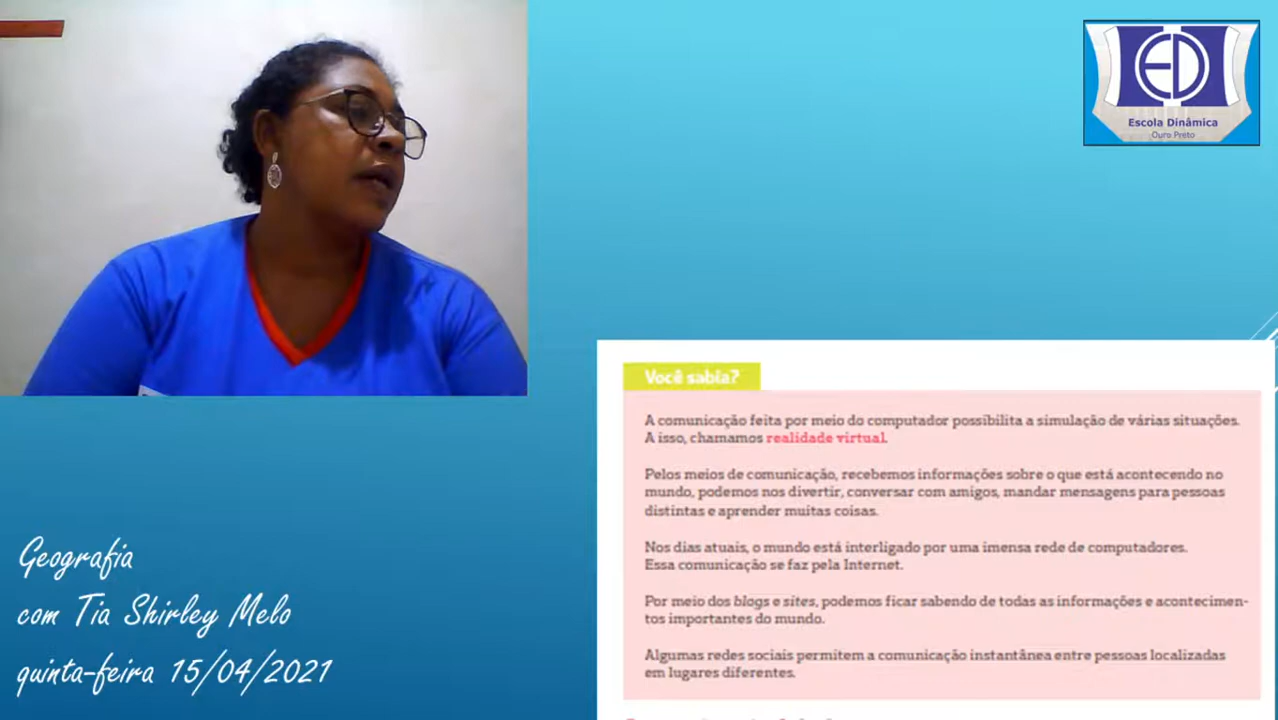 Escola Dinâmica
Ouro Preto
Você sabia?
A comunicação feita por meio do computador possibilita a simulação de várias situações.
A isso, chamamos realidade virtual.
Pelos meios de comunicação, recebemos informações sobre o que está acontecendo no
mundo, podemos nos divertir, conversar com amigos, mandar mensagens para pessoas
distintas e aprender muitas coisas.
Nos dias atuais, o mundo está interligado por uma imensa rede de computadores.
Essa comunicação se faz pela Internet.
Por meio dos blogs e sites, podemos ficar sabendo de todas as informações e acontecimen-
tos importantes do mundo.
Algumas redes sociais permitem a comunicação instantânea entre pessoas localizadas
em lugares diferentes.
Geografia
com Tia Shirley Melo
quinta-feira 15/04/2021